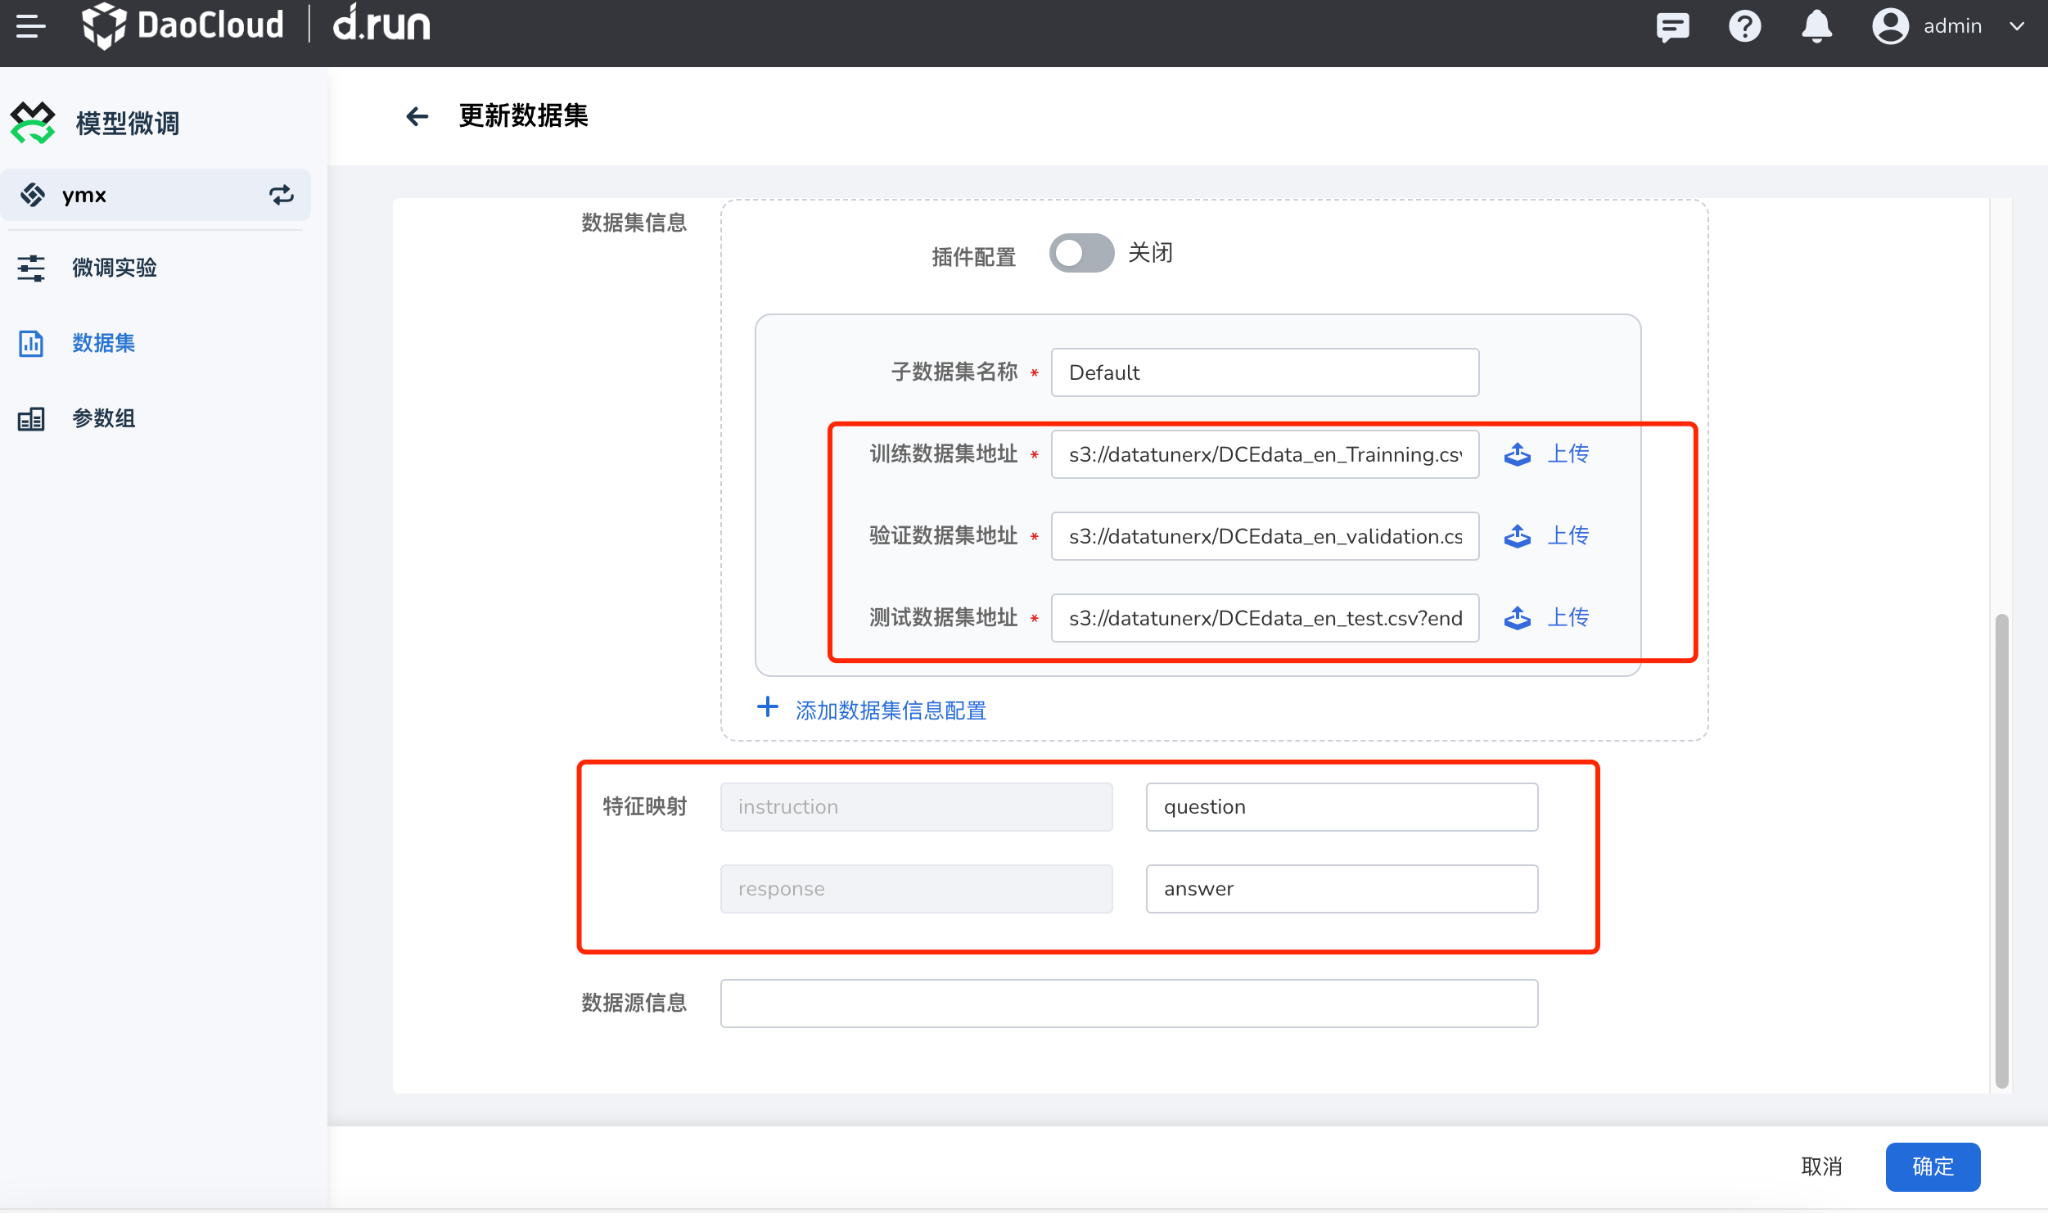 DaoCloud | d.run
admin
模型微调
ymx
微调实验
数据集
参数组
更新数据集
数据集信息
插件配置 关闭
子数据集名称 * Default
训练数据集地址 * s3://datatunerx/DCEdata_en_Trainning.csv 上传
验证数据集地址 * s3://datatunerx/DCEdata_en_validation.cs 上传
测试数据集地址 * s3://datatunerx/DCEdata_en_test.csv?end 上传
+ 添加数据集信息配置
特征映射 instruction question
response answer
数据源信息
取消 确定